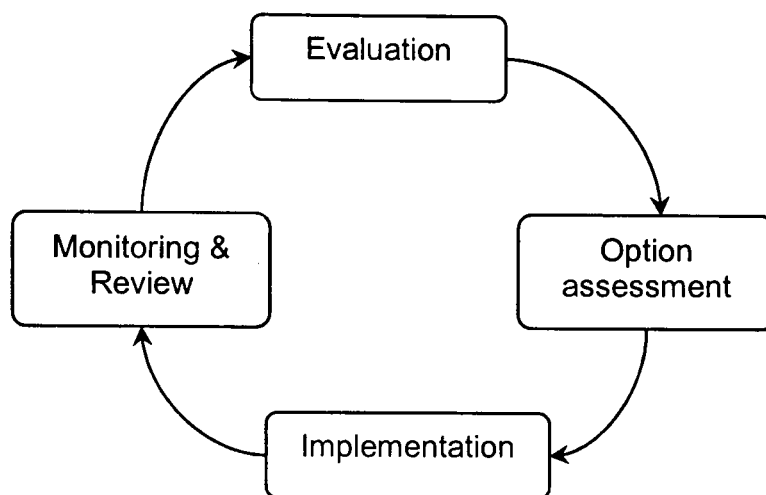 Evaluation
Option
assessment
Implementation
Monitoring &
Review